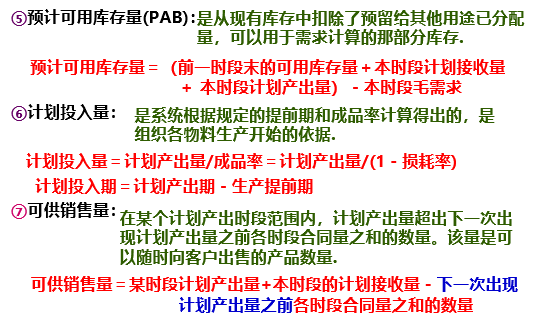 ⑤预计可用库存量(PAB)：是从现有库存中扣除了预留给其他用途已分配
量，可以用于需求计算的那部分库存.
预计可用库存量＝（前一时段末的可用库存量＋本时段计划接收量
＋ 本时段计划产出量） －本时段毛需求
⑥计划投入量： 是系统根据规定的提前期和成品率计算得出的，是
组织各物料生产开始的依据.
计划投入量＝计划产出量/成品率＝计划产出量/(1－损耗率)
计划投入期＝计划产出期－生产提前期
⑦可供销售量：
在某个计划产出时段范围内，计划产出量超出下一次出
现计划产出量之前各时段合同量之和的数量。该量是可
以随时向客户出售的产品数量.
可供销售量＝某时段计划产出量+本时段的计划接收量－下一次出现
计划产出量之前各时段合同量之和的数量